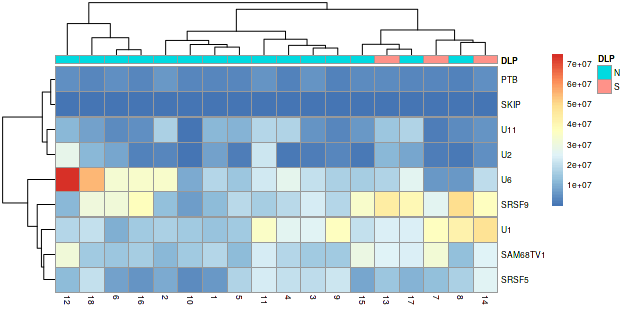 DLP
PTB
SKIP
U11
U2
U6
SRSF9
U1
SAM68TV1
SRSF5
12 18 6 16 2 10 1 5 11 4 3 9 15 13 17 7 8 14
7e+07
6e+07
5e+07
4e+07
3e+07
2e+07
1e+07
DLP
N
S